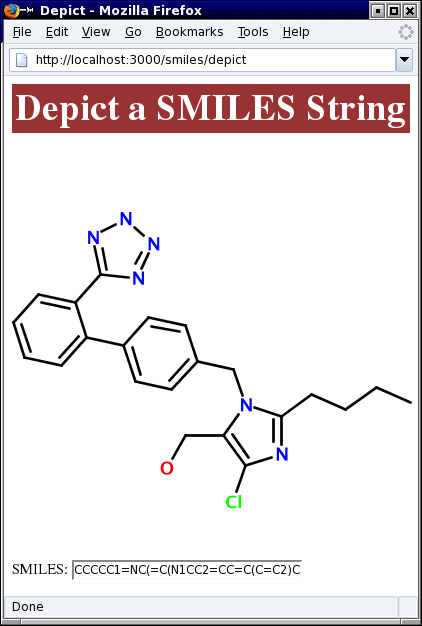 Depict - Mozilla Firefox
File Edit View Go Bookmarks Tools Help
http://localhost:3000/smiles/depict
Depict a SMILES String
N
N N
N
N
N
O
Cl
SMILES: CCCCC1=NC(=C(N1CC2=CC=C(C=C2)C
Done